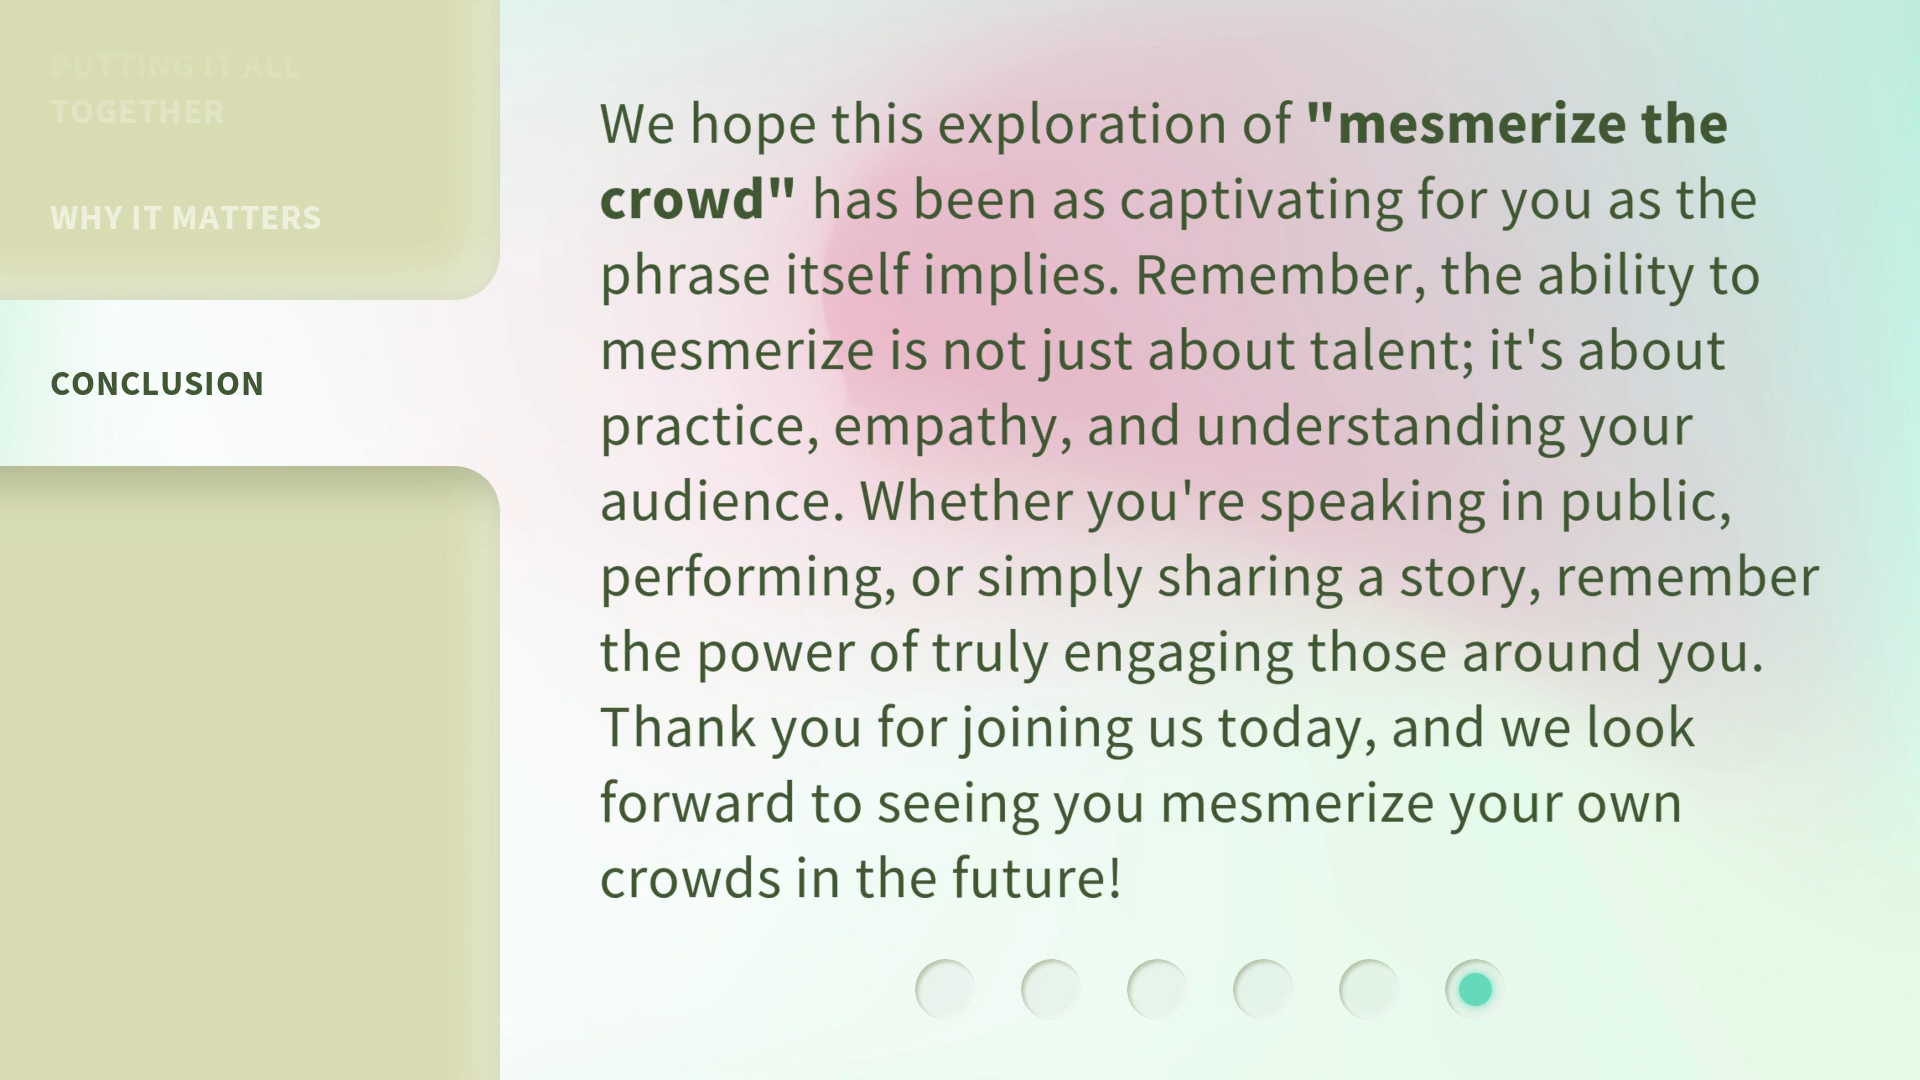 PUTTING IT ALL
TOGETHER
WHY IT MATTERS
CONCLUSION
We hope this exploration of "mesmerize the
crowd" has been as captivating for you as the
phrase itself implies. Remember, the ability to
mesmerize is not just about talent; it's about
practice, empathy, and understanding your
audience. Whether you're speaking in public,
performing, or simply sharing a story, remember
the power of truly engaging those around you.
Thank you for joining us today, and we look
forward to seeing you mesmerize your own
crowds in the future!